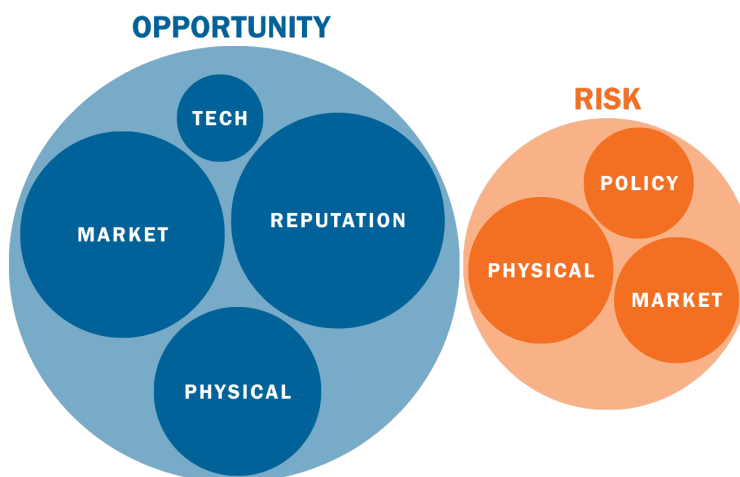 OPPORTUNITY
TECH
MARKET
REPUTATION
PHYSICAL
RISK
POLICY
PHYSICAL
MARKET